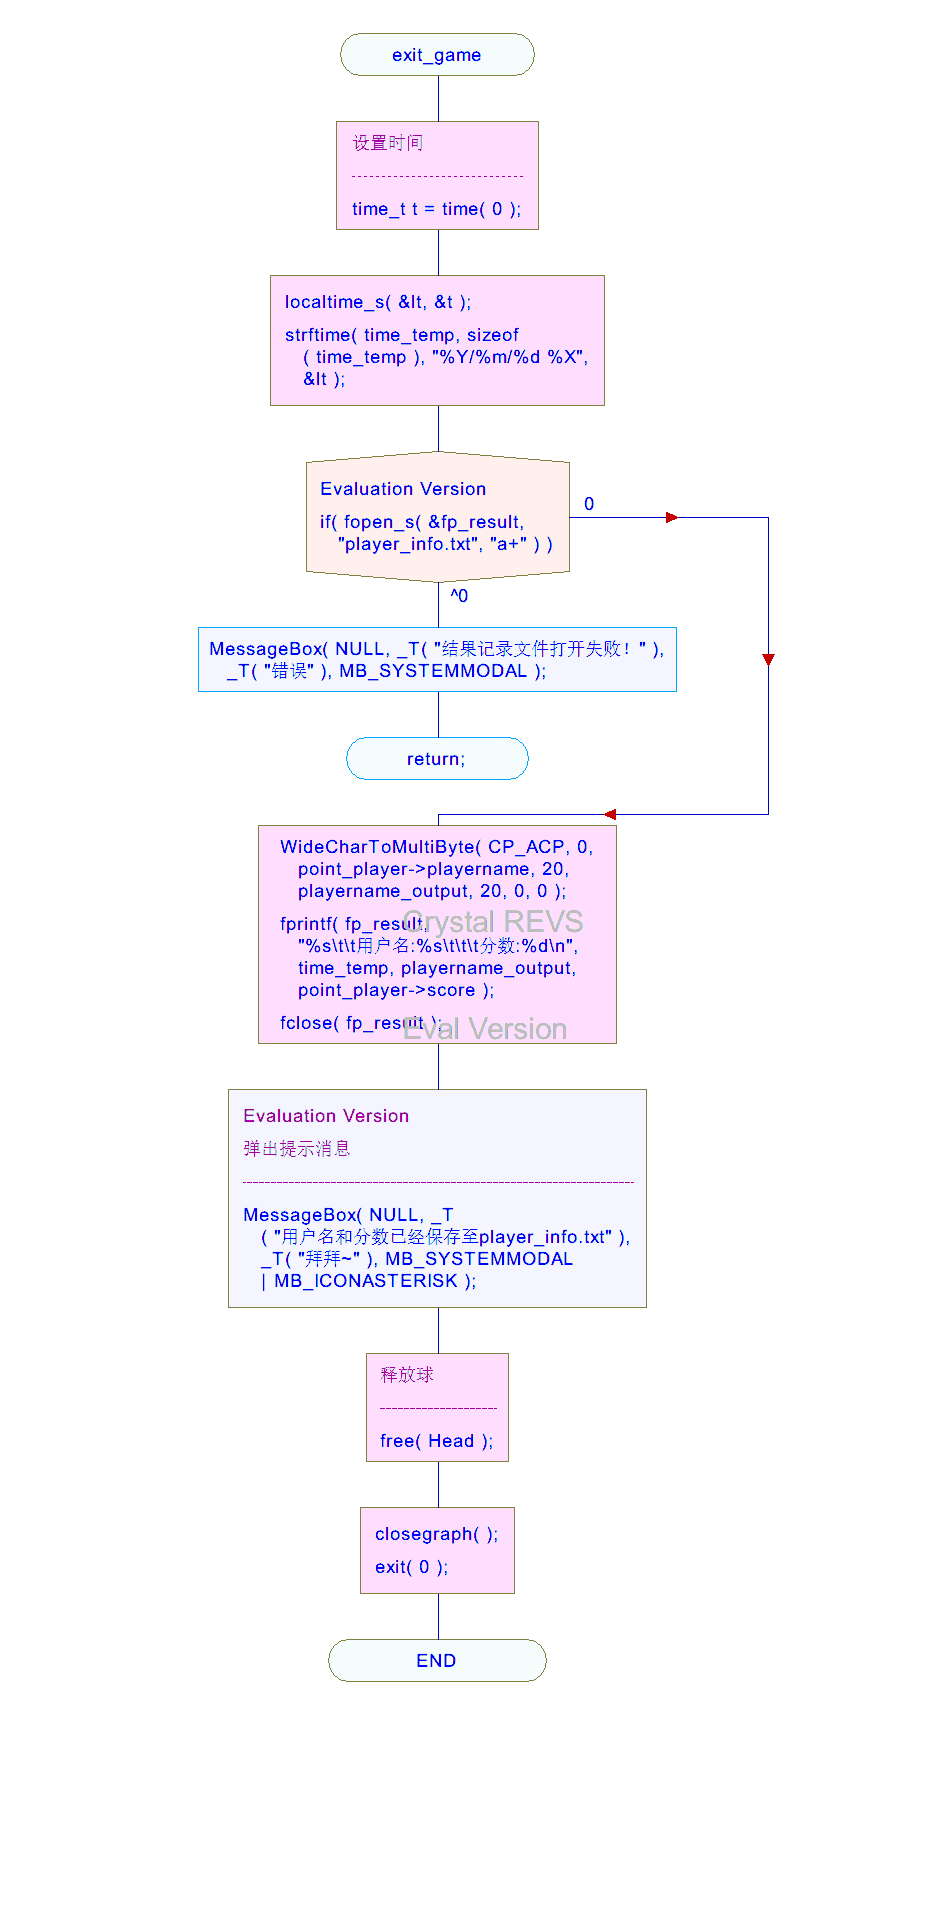 exit_game
设置时间
time_t t = time( 0 );
localtime_s( &lt, &t );
strftime( time_temp, sizeof
( time_temp ), "%Y/%m/%d %X",
&lt );
Evaluation Version
if( fopen_s( &fp_result,
"player_info.txt", "a+" ) )
0
^0
MessageBox( NULL, _T( "结果记录文件打开失败！" ),
_T( "错误" ), MB_SYSTEMMODAL );
return;
WideCharToMultiByte( CP_ACP, 0,
point_player->playername, 20,
playername_output, 20, 0, 0 );
fprintf( fp_result,
Crystal REVS
"%s\t\t用户名:%s\t\t\t分数:%d\n",
time_temp, playername_output,
point_player->score );
fclose( fp_result );
Eval Version
Evaluation Version
弹出提示消息
MessageBox( NULL, _T
( "用户名和分数已经保存至player_info.txt" ),
_T( "拜拜~" ), MB_SYSTEMMODAL
| MB_ICONASTERISK );
释放球
free( Head );
closegraph( );
exit( 0 );
END